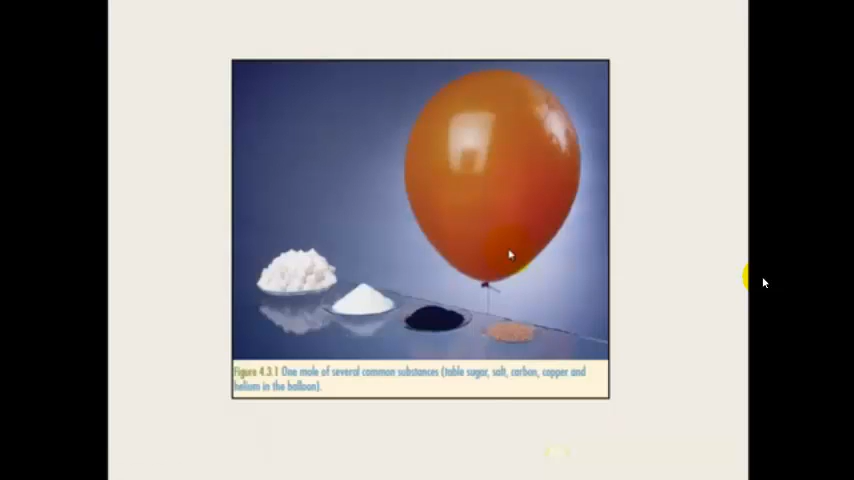 Figure 4.3.1 One mole of several common substances (table sugar, salt, carbon, copper and
helium in the balloon).